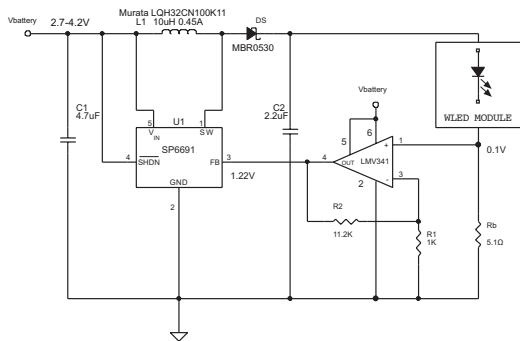 Murata LQH32CN100K11
Vbattery
2.7-4.2V
L1 10uH 0.45A
DS
MBR0530
C1
4.7uF
U1
5
1
V IN
SW
SP6691
4
SHDN
FB
3
GND
2
1.22V
C2
2.2uF
Vbattery
5
6
4
OUT
LMV341
+
-
1
3
2
0.1V
WLED MODULE
R2
11.2K
R1
1K
Rb
5.1Ω